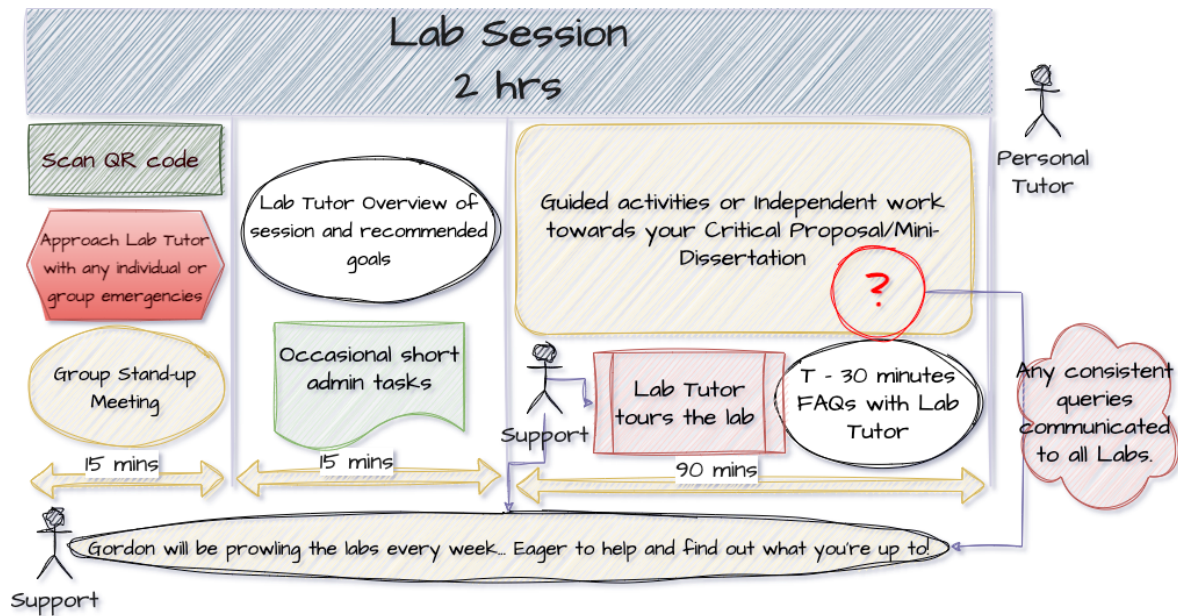 Lab Session
2 hrs
Scan QR code
Approach Lab Tutor
with any individual or
group emergencies
Group Stand-up
Meeting
15 mins
Lab Tutor Overview of
session and recommended
goals
Occasional short
admin tasks
15 mins
Guided activities or Independent work
towards your Critical Proposal/Mini-
Dissertation
?
Support
Lab Tutor
tours the lab
T - 30 minutes
FAQs with Lab
Tutor
90 mins
Personal
Tutor
Any consistent
queries
communicated
to all Labs.
Gordon will be prowling the labs every week... Eager to help and find out what you're up to!
Support